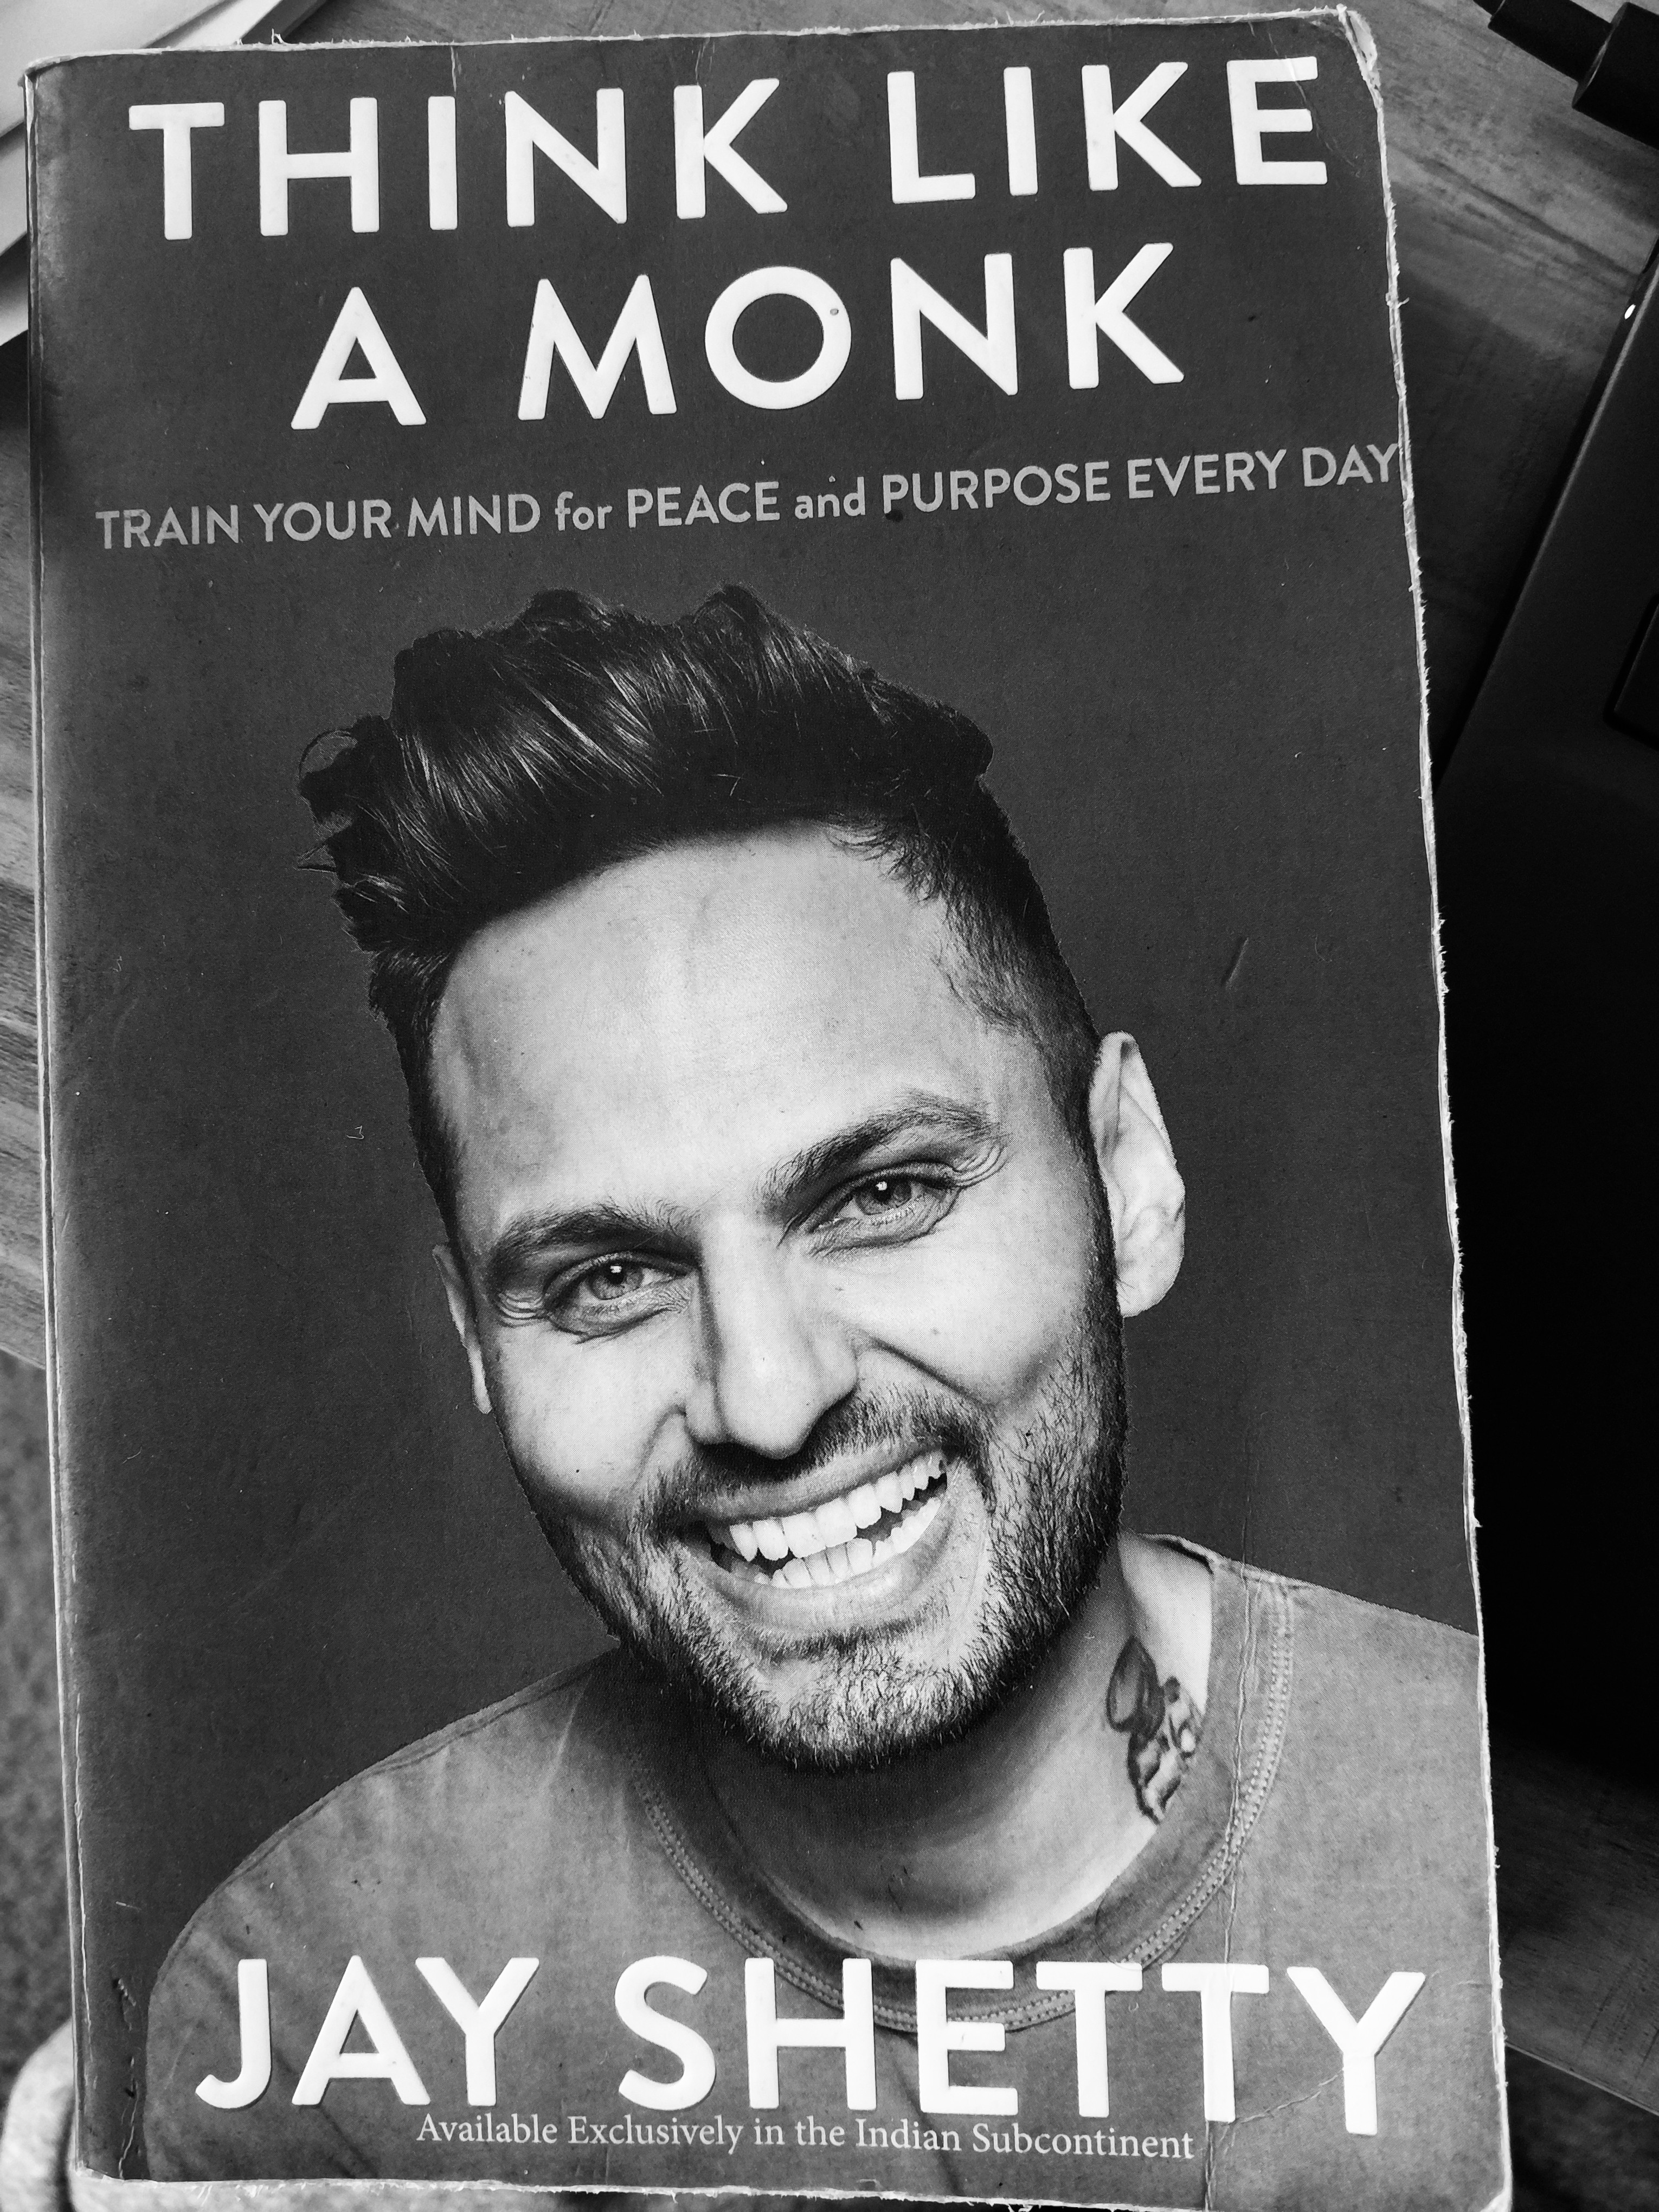 THINK LIKE
A MONK
TRAIN YOUR MIND for PEACE and PURPOSE EVERY DAY
JAY SHETTY
Available Exclusively in the Indian Subcontinent